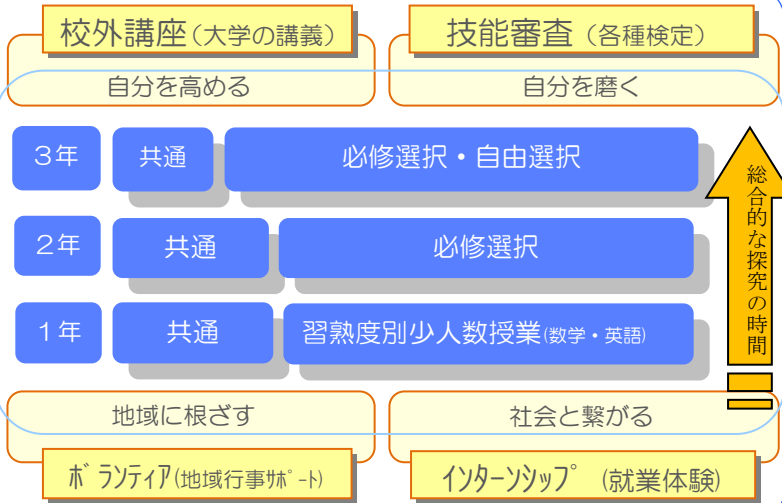 校外講座（大学の講義）
技能審査（各種検定）
自分を高める
自分を磨く
３年
共通
必修選択・自由選択
２年
共通
必修選択
１年
共通
習熟度別少人数授業(数学・英語)
総合的な探究の時間
地域に根ざす
社会と繋がる
ﾎﾞﾗﾝﾃｨｱ(地域行事ｻﾎﾟｰﾄ)
ｲﾝﾀｰﾝｼｯﾌﾟ（就業体験)